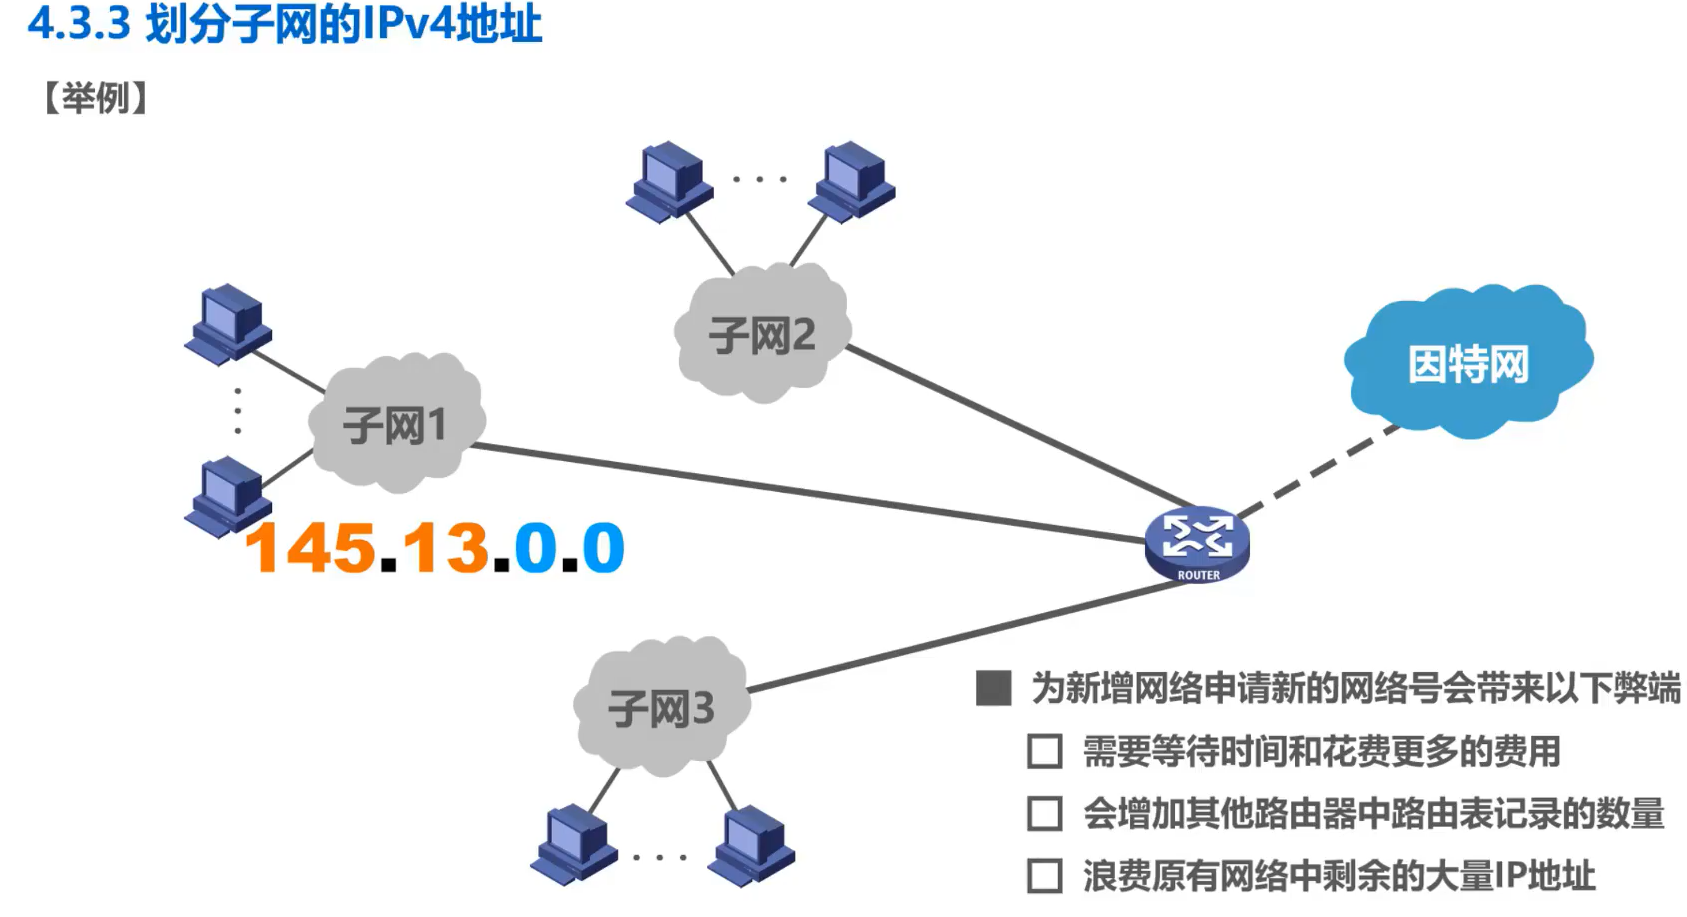 4.3.3 划分子网的IPv4地址
【举例】
子网2
因特网
子网1
145.13.0.0
ROUTER
子网3
为新增网络申请新的网络号会带来以下弊端
需要等待时间和花费更多的费用
会增加其他路由器中路由表记录的数量
浪费原有网络中剩余的大量IP地址